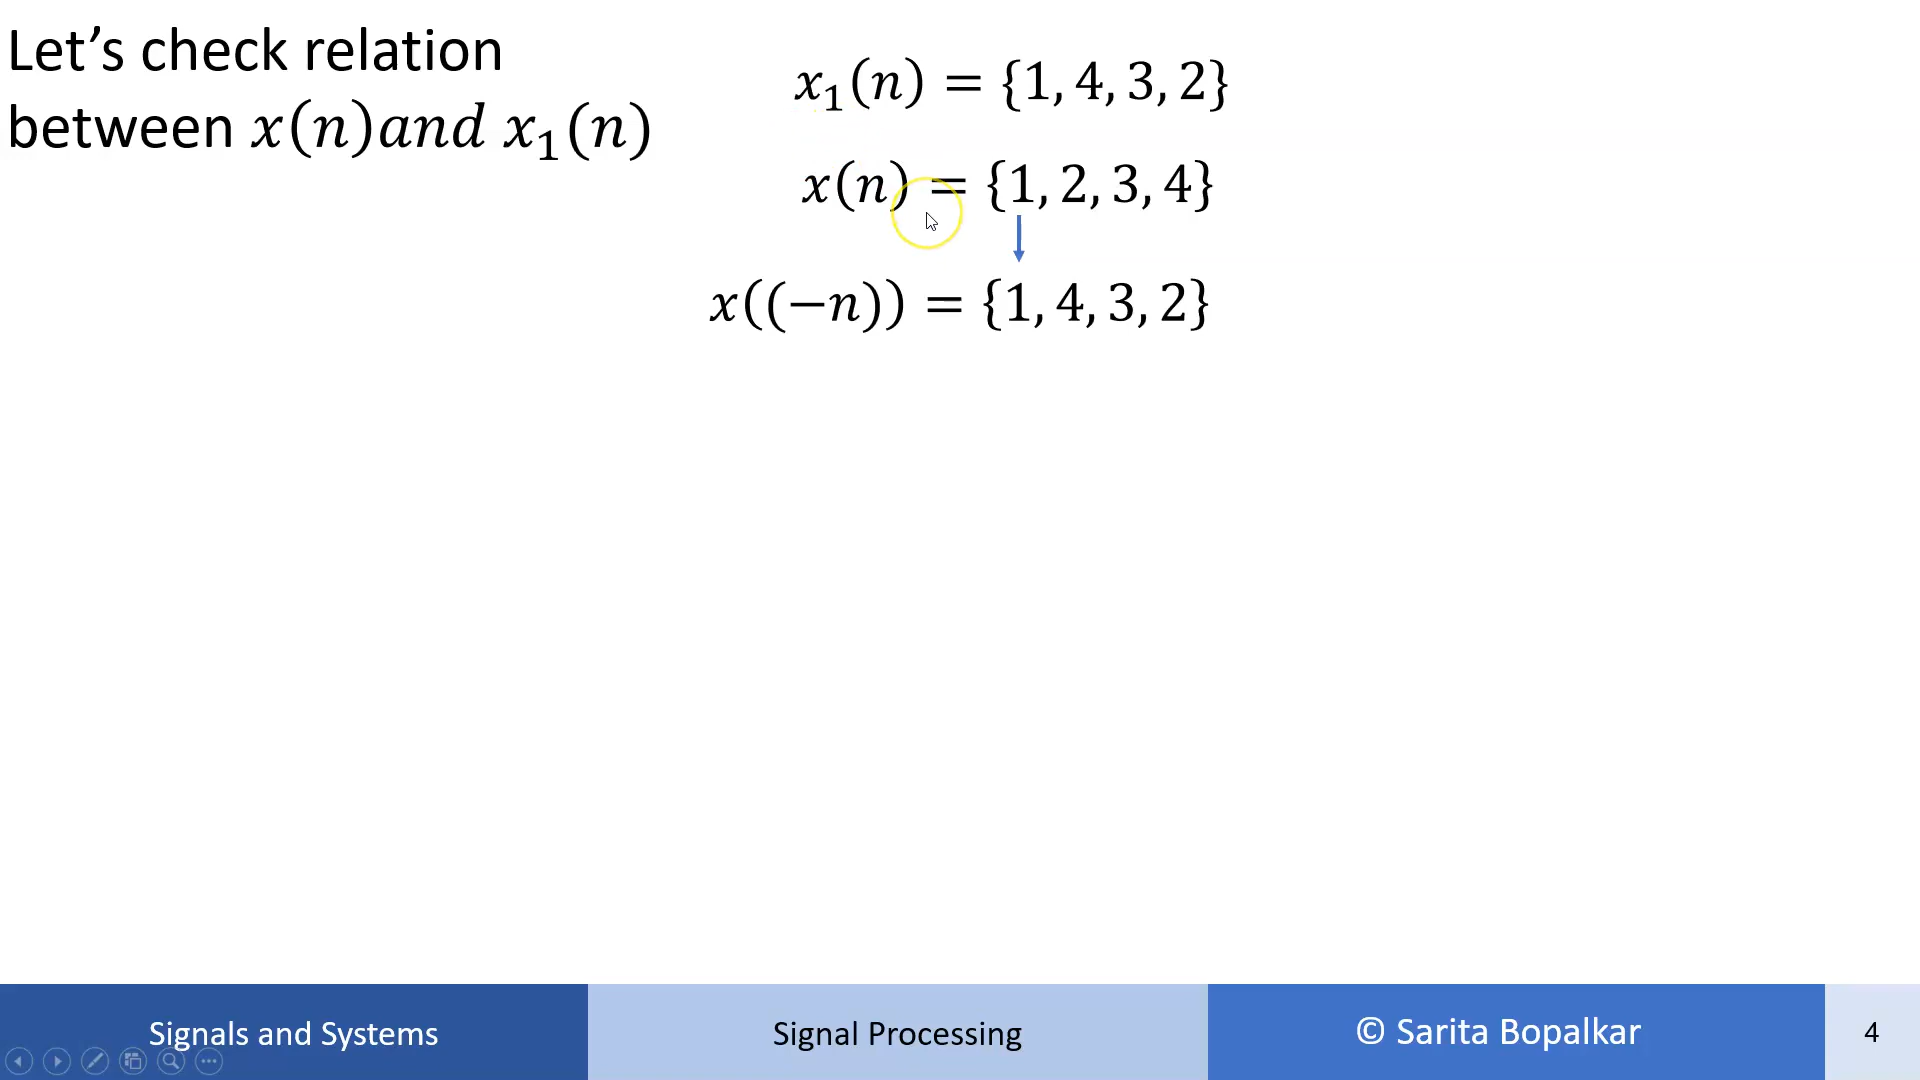 Let’s check relation
between x(n)and x₁(n)
x₁(n) = {1, 4, 3, 2}
x(n) = {1, 2, 3, 4}
x((−n)) = {1, 4, 3, 2}
Signals and Systems
Signal Processing
© Sarita Bopalkar
4